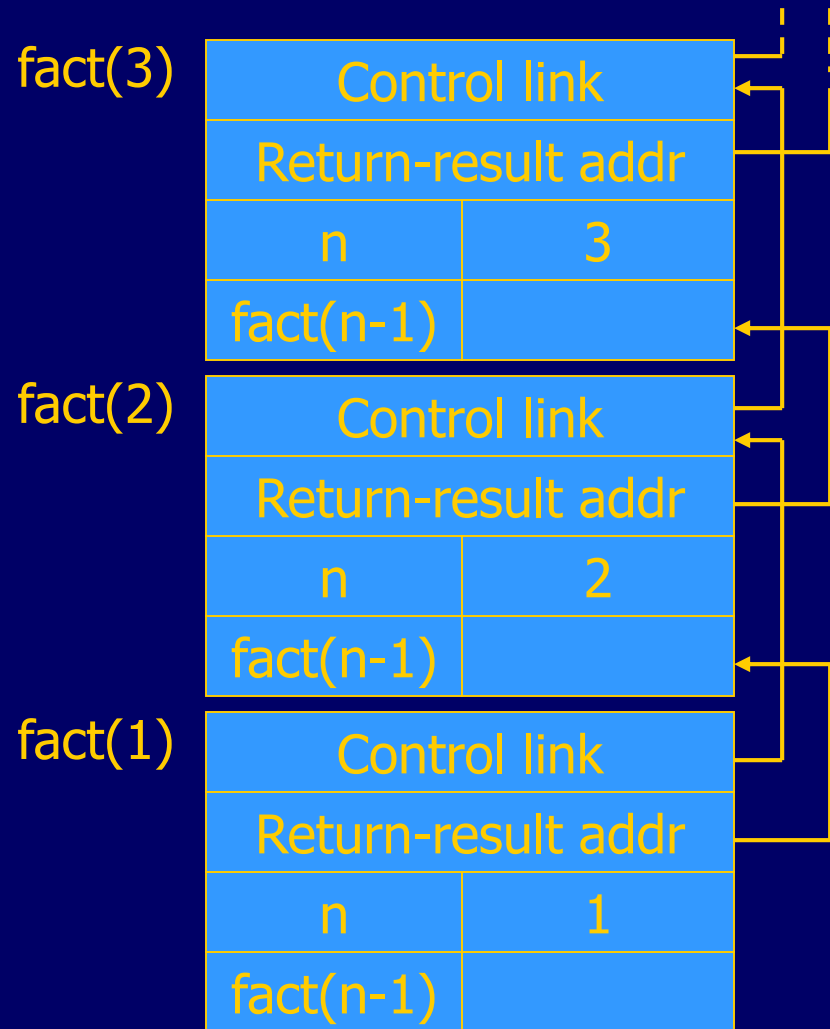 fact(3)
Control link
Return-result addr
n 3
fact(n-1)
fact(2)
Control link
Return-result addr
n 2
fact(n-1)
fact(1)
Control link
Return-result addr
n 1
fact(n-1)